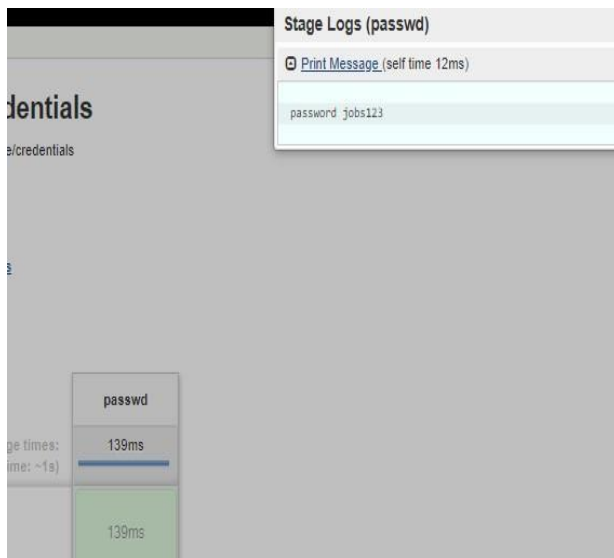 Stage Logs (passwd)
Print Message (self time 12ms)
password jobs123
dentials
e/credentials
s
passwd
ge times:
139ms
ime: ~1s)
139ms